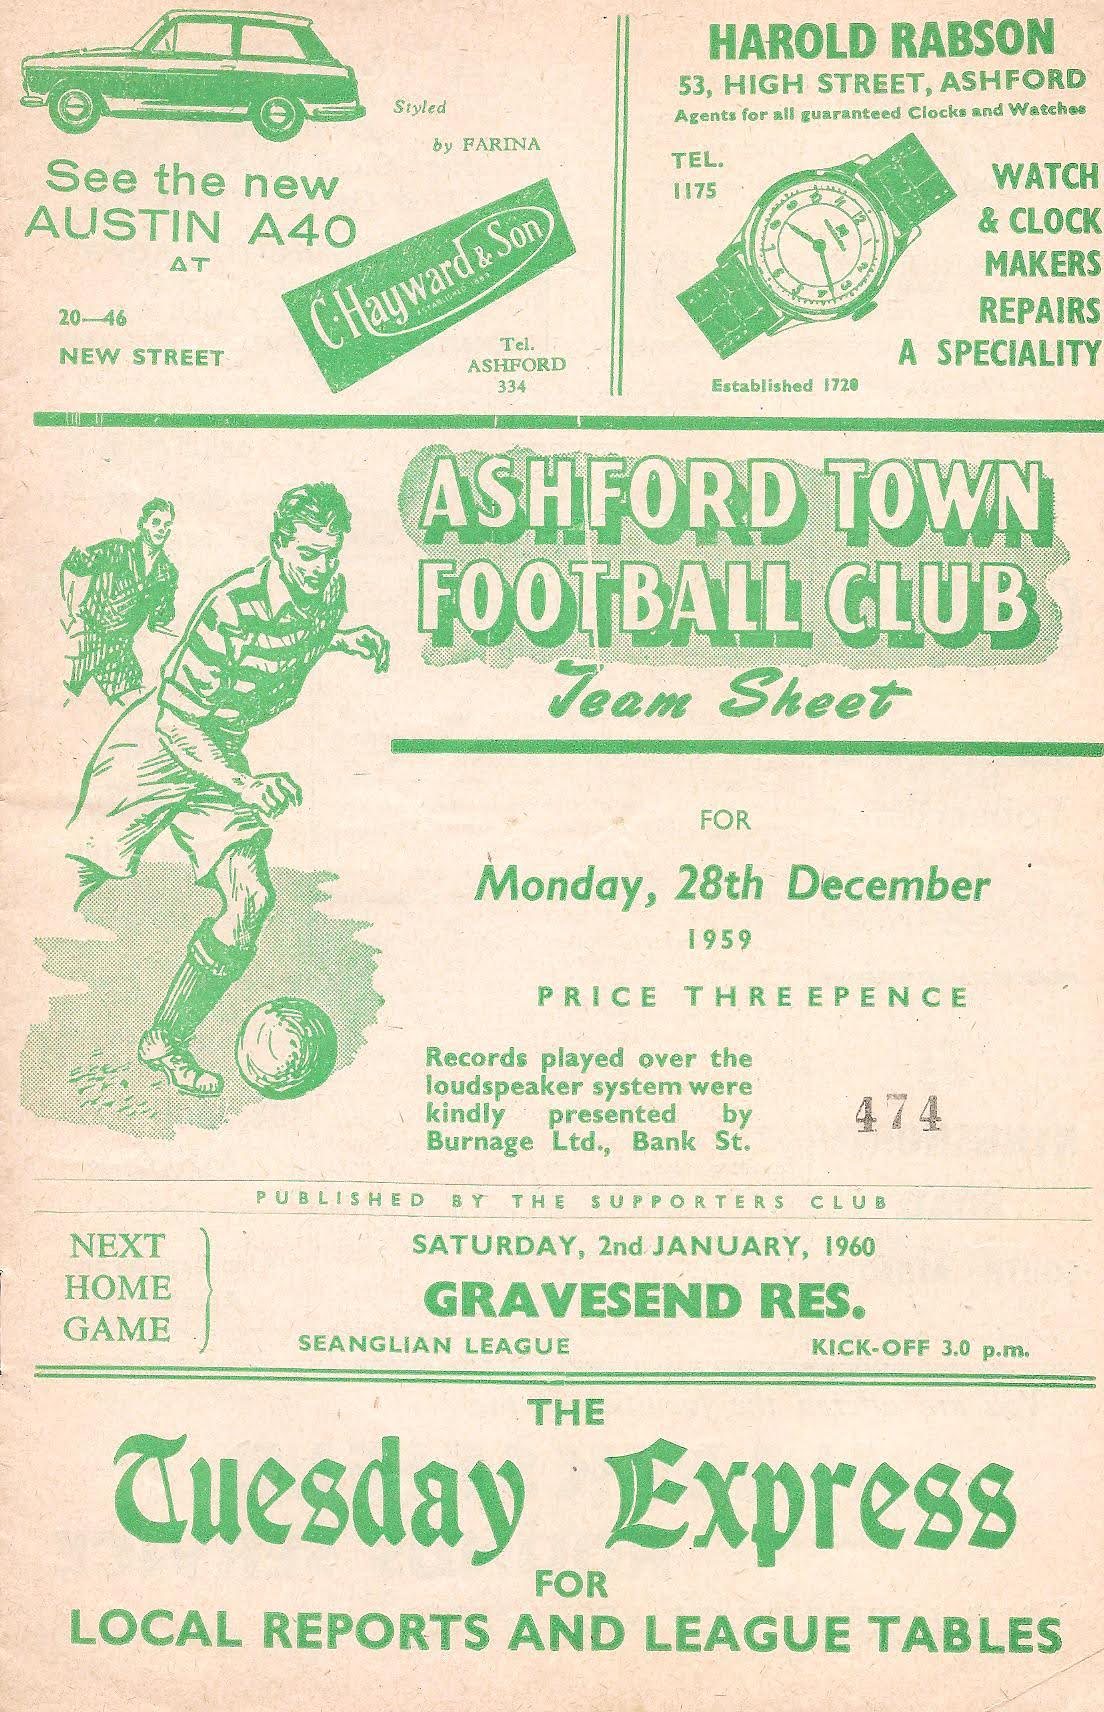 Styled
by FARINA
See the new
AUSTIN A40
AT
20—46
NEW STREET
C. Hayward & Son
Tel.
ASHFORD
334
HAROLD RABSON
53, HIGH STREET, ASHFORD
Agents for all guaranteed Clocks and Watches
TEL.
1175
WATCH
& CLOCK
MAKERS
REPAIRS
A SPECIALITY
Established 1720
ASHFORD TOWN
FOOTBALL CLUB
Team Sheet
FOR
Monday, 28th December
1959
PRICE THREEPENCE
Records played over the
loudspeaker system were
kindly presented by
Burnage Ltd., Bank St.
474
PUBLISHED BY THE SUPPORTERS CLUB
NEXT
HOME
GAME
SATURDAY, 2nd JANUARY, 1960
GRAVESEND RES.
SEANGLIAN LEAGUE KICK-OFF 3.0 p.m.
THE
Tuesday Express
FOR
LOCAL REPORTS AND LEAGUE TABLES